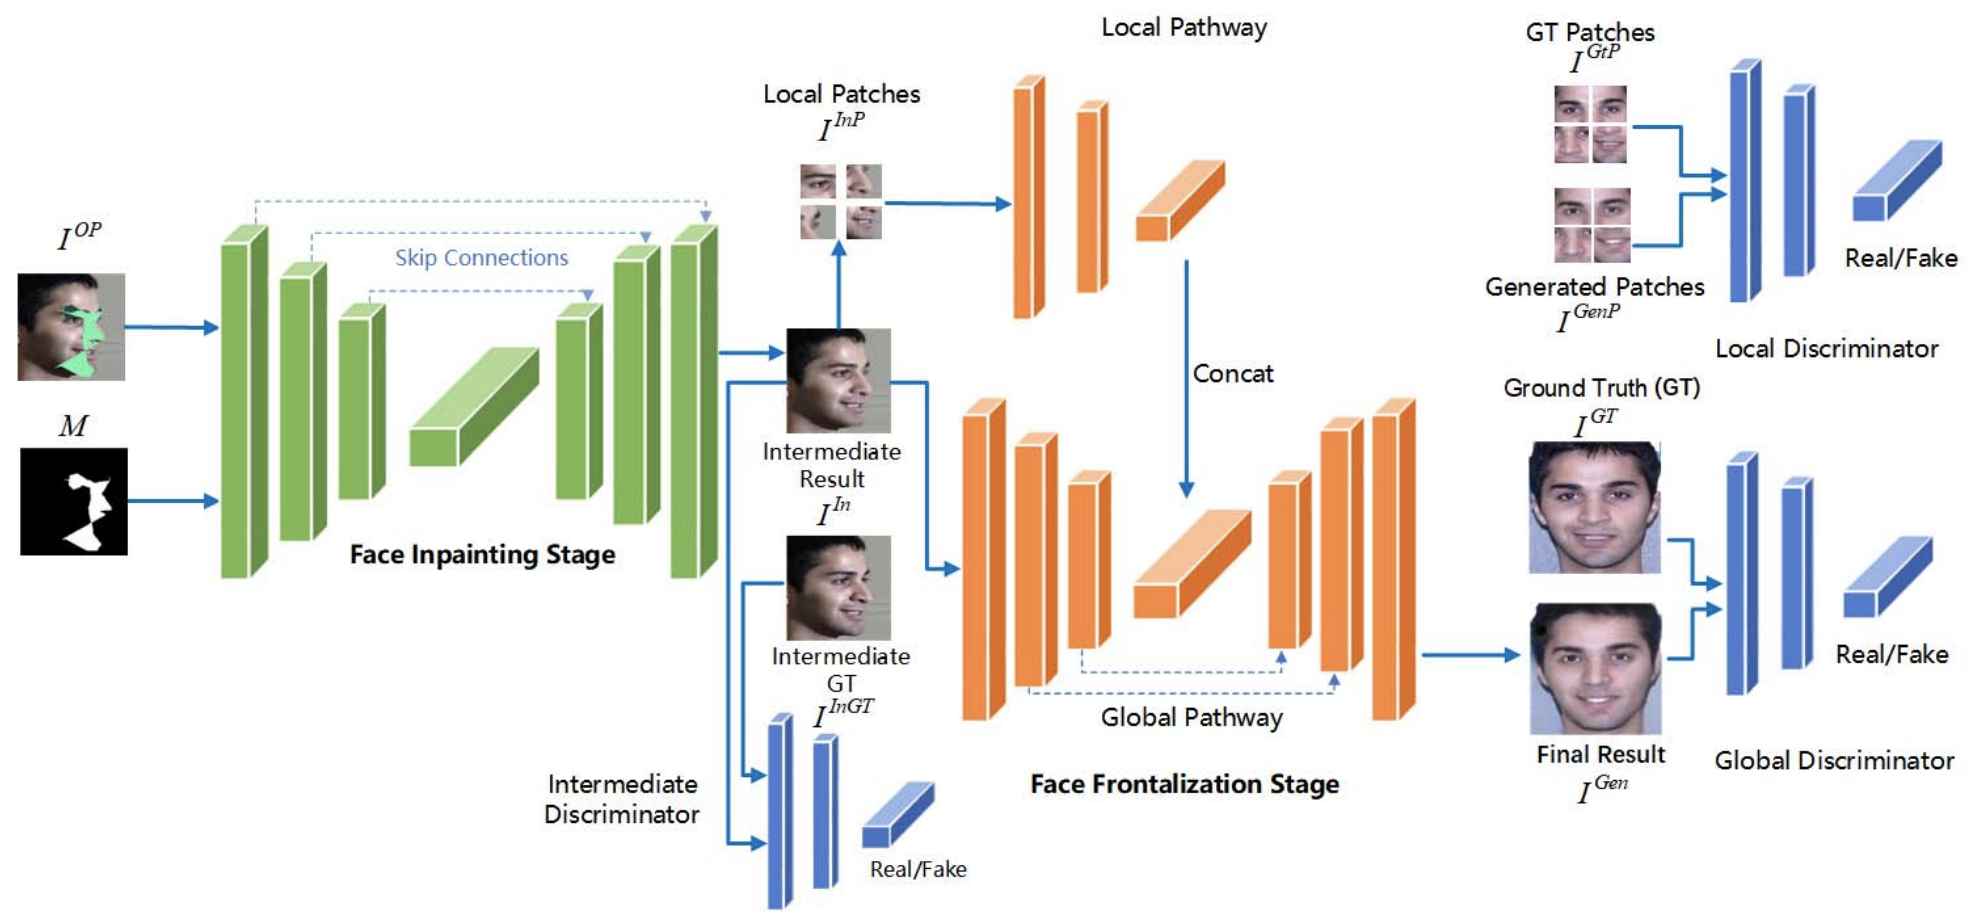 Local Pathway
GT Patches
I^{GtP}
Local Patches
I^{InP}
I^{OP}
Skip Connections
Real/Fake
Generated Patches
I^{GenP}
Local Discriminator
Concat
Ground Truth (GT)
I^{GT}
M
Intermediate
Result
I^{In}
Face Inpainting Stage
Intermediate
GT
I^{InGT}
Real/Fake
Global Pathway
Final Result
I^{Gen}
Global Discriminator
Face Frontalization Stage
Intermediate
Discriminator
Real/Fake